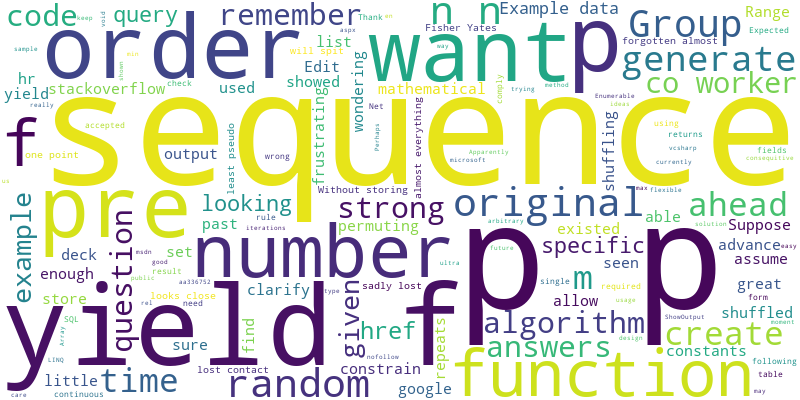 code query remember n n Example data Group Range
keep void Thank an
order want p
Fisher Yates list forgotten almost Expected
sample generate
hr gps will spit
yield stackoverflow Edit showed used check
wondering mathematical co worker
frustrating comply way trying method
sequence
f accepted one point really
output least pseudo wrong
Net Perhaps almost everything
Enumerable ideas shuffling using returns vcsharp currently fields consequitive
Apparently microsoft
us
pre looking Without storing strong original max flexible ahead
past permuting rule iterations arbitrary solution easy
able
example question deck set number existed seen Suppose
enough msdn good result aa336752 sadly lost specific advance assume
store looks close clarify given find href m allow great
future ultra single required form
yield f p p
SQL public rel need type
sure constrain algorithm shuffled create
Array LINQ lost contact nofollow repeats answers usage design ShowOutput moment constants
little time random google function following table
care continuous may